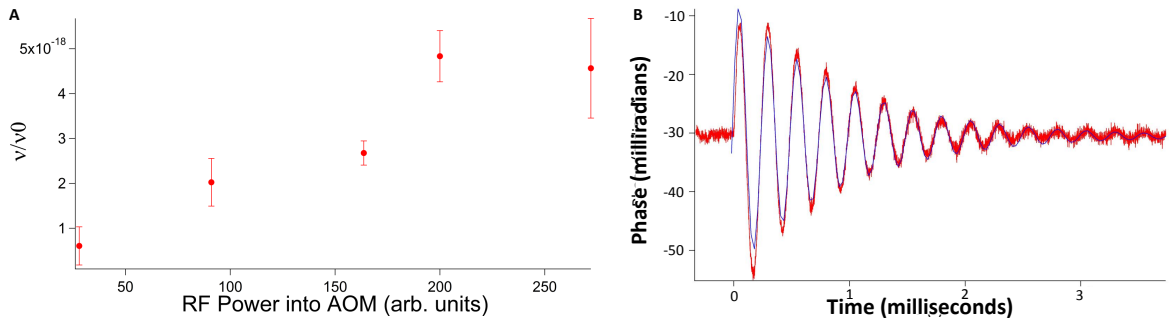 A
5x10⁻¹⁸
4
3
2
1
ν/ν0
50
100
150
200
250
RF Power into AOM (arb. units)
B
-10
-20
-30
-40
-50
Phase (milliradians)
0
1
2
3
Time (milliseconds)